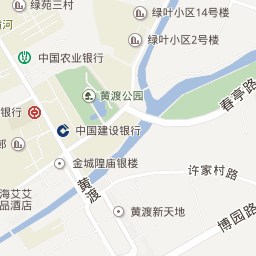 绿苑三村
绿叶小区14号楼
河
绿叶小区2号楼
中国农业银行
春亭路
黄渡公园
银行
中国建设银行
邮
金城隍庙银楼
许家村路
黄渡
海艾艾
品酒店
黄渡新天地
博园路